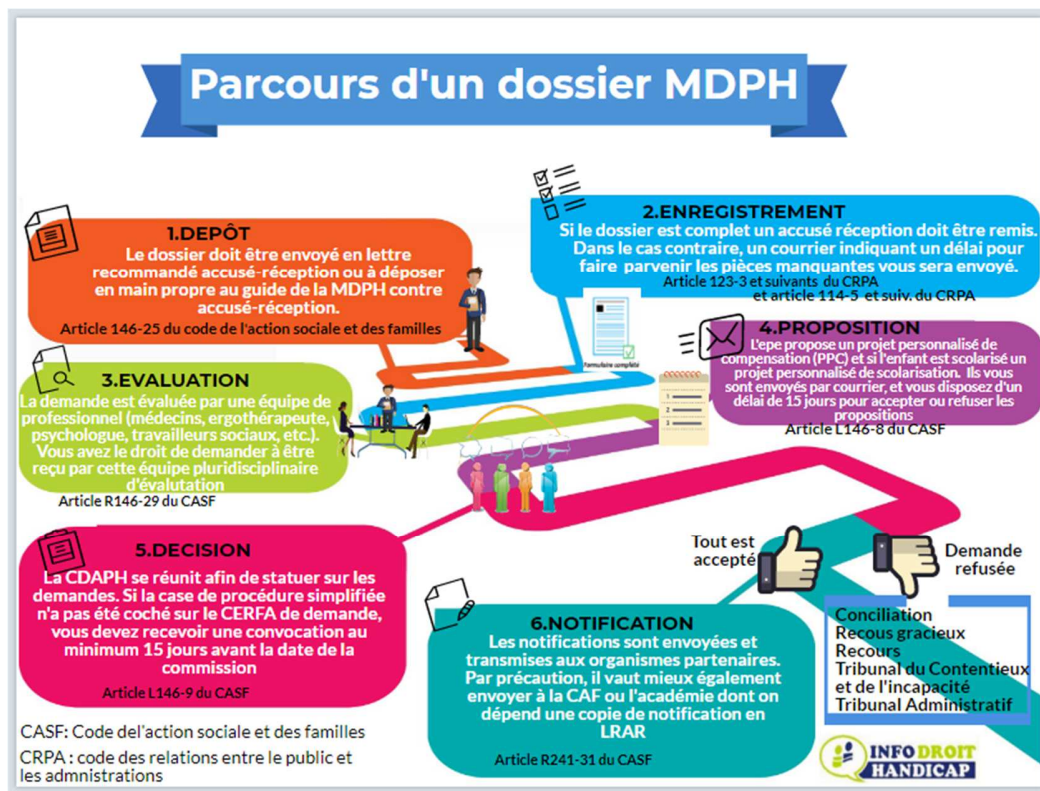 Parcours d'un dossier MDPH
1.DEPÔT
Le dossier doit être envoyé en lettre
recommandé accusé-réception ou à déposer
en main propre au guide de la MDPH contre
accusé-réception.
Article 146-25 du code de l'action sociale et des familles
2.ENREGISTREMENT
Si le dossier est complet un accusé réception doit être remis.
Dans le cas contraire, un courrier indiquant un délai pour
faire parvenir les pièces manquantes vous sera envoyé.
Article 123-3 et suivants du CRPA
et article 114-5 et suiv. du CRPA
Formulaire complété
3.EVALUATION
La demande est évaluée par une équipe de
professionnel (médecins, ergothérapeute,
psychologue, travailleurs sociaux, etc.).
Vous avez le droit de demander à être
reçu par cette équipe pluridisciplinaire
d'évalutation
Article R146-29 du CASF
4.PROPOSITION
L'epe propose un projet personnalisé de
compensation (PPC) et si l'enfant est scolarisé un
projet personnalisé de scolarisation. Ils vous
sont envoyés par courrier, et vous disposez d'un
délai de 15 jours pour accepter ou refuser les
propositions
Article L146-8 du CASF
1
2
3
5.DECISION
La CDAPH se réunit afin de statuer sur les
demandes. Si la case de procédure simplifiée
n'a pas été coché sur le CERFA de demande,
vous devez recevoir une convocation au
minimum 15 jours avant la date de la
commission
Article L146-9 du CASF
6.NOTIFICATION
Les notifications sont envoyées et
transmises aux organismes partenaires.
Par précaution, il vaut mieux également
envoyer à la CAF ou l'académie dont on
dépend une copie de notification en
LRAR
Article R241-31 du CASF
Tout est
accepté
Demande
refusée
Conciliation
Recous gracieux
Recours
Tribunal du Contentieux
et de l'incapacité
Tribunal Administratif
CASF: Code del'action sociale et des familles
CRPA : code des relations entre le public et
les admnistrations
INFO DROIT
HANDICAP